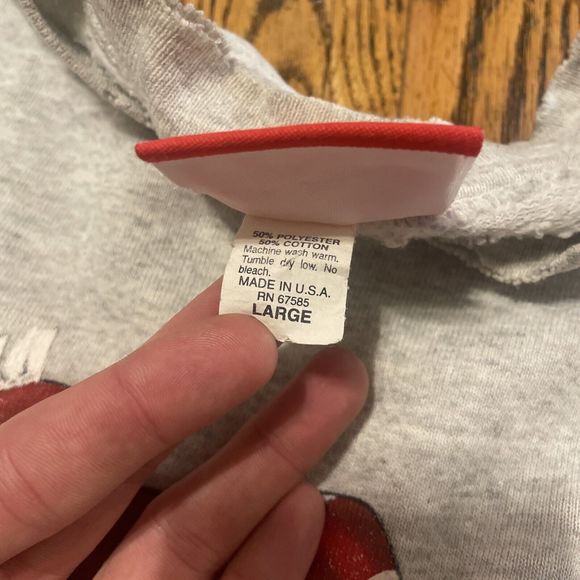 50% POLYESTER
50% COTTON
Machine wash warm.
Tumble dry low. No
bleach.
MADE IN U.S.A.
RN 67585
LARGE